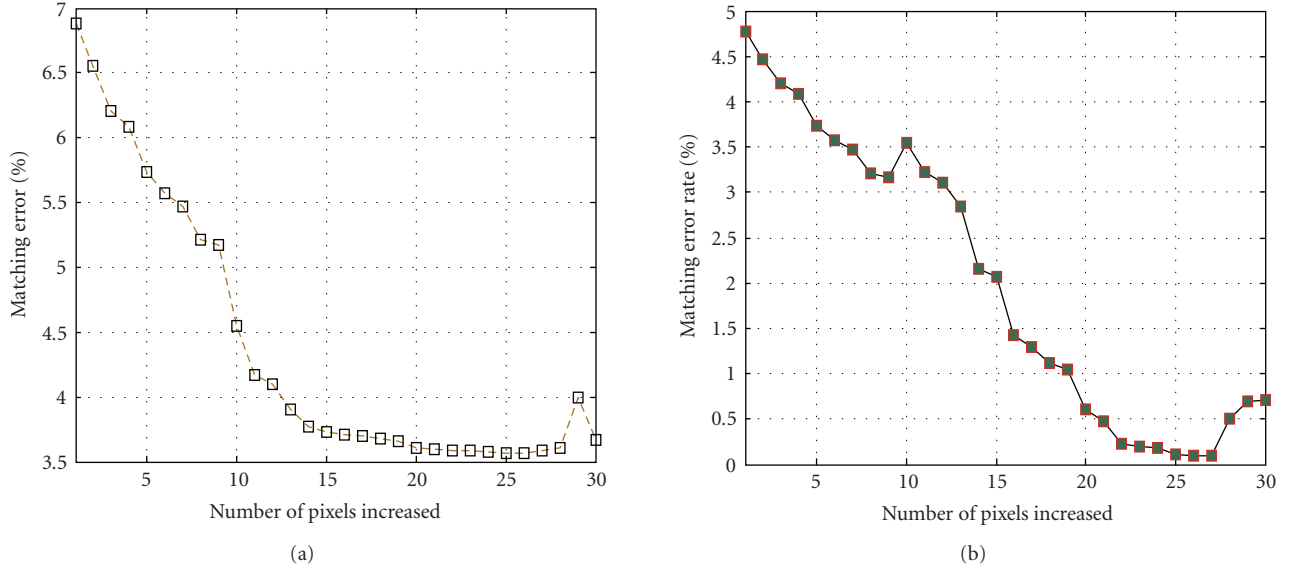 7
6.5
6
5.5
5
4.5
4
3.5
Matching error (%)
5 10 15 20 25 30
Number of pixels increased
(a)
5
4.5
4
3.5
3
2.5
2
1.5
1
0.5
0
Matching error rate (%)
5 10 15 20 25 30
Number of pixels increased
(b)